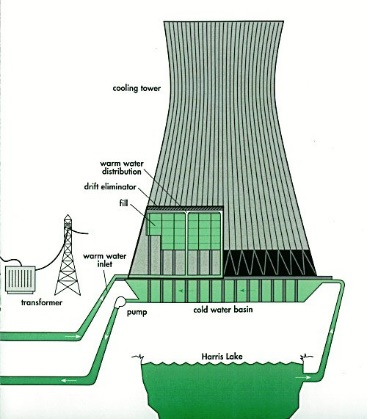 cooling tower
warm water
distribution
drift eliminator
fill
warm water
inlet
transformer
pump
cold water basin
Harris Lake